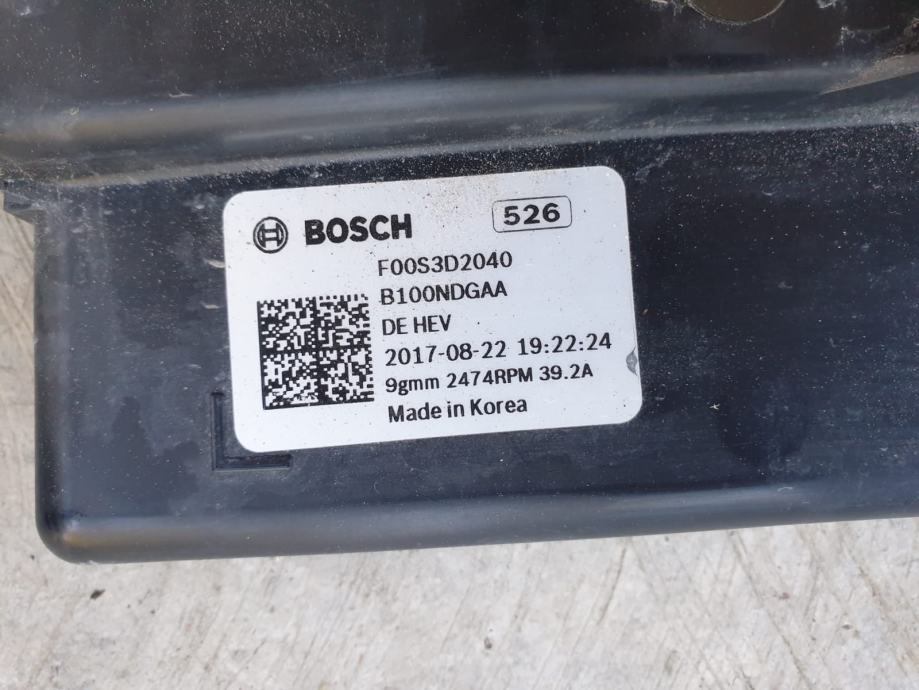 BOSCH 526
F00S3D2040
B100NDGAA
DE HEV
2017-08-22 19:22:24
9gmm 2474RPM 39.2A
Made in Korea